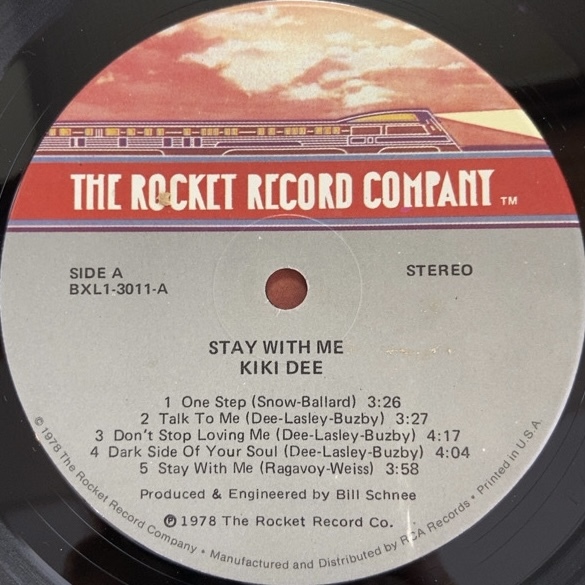 THE ROCKET RECORD COMPANY ™
SIDE A
BXL1-3011-A
STEREO
STAY WITH ME
KIKI DEE
1 One Step (Snow-Ballard) 3:26
2 Talk To Me (Dee-Lasley-Buzby) 3:27
3 Don't Stop Loving Me (Dee-Lasley-Buzby) 4:17
4 Dark Side Of Your Soul (Dee-Lasley-Buzby) 4:04
5 Stay With Me (Ragavoy-Weiss) 3:58
Produced & Engineered by Bill Schnee
℗ 1978 The Rocket Record Co.
© 1978 The Rocket Record Company • Manufactured and Distributed by RCA Records • Printed in U.S.A.